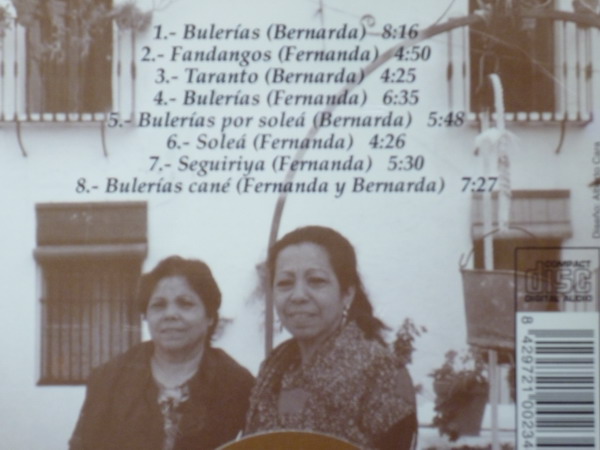 1.- Bulerías (Bernarda) 8:16
2.- Fandangos (Fernanda) 4:50
3.- Taranto (Bernarda) 4:25
4.- Bulerías (Fernanda) 6:35
5.- Bulerías por soleá (Bernarda) 5:48
6.- Soleá (Fernanda) 4:26
7.- Seguiriya (Fernanda) 5:30
8.- Bulerías cané (Fernanda y Bernarda) 7:27
COMPACT
disc
DIGITAL AUDIO
8 429721 00234